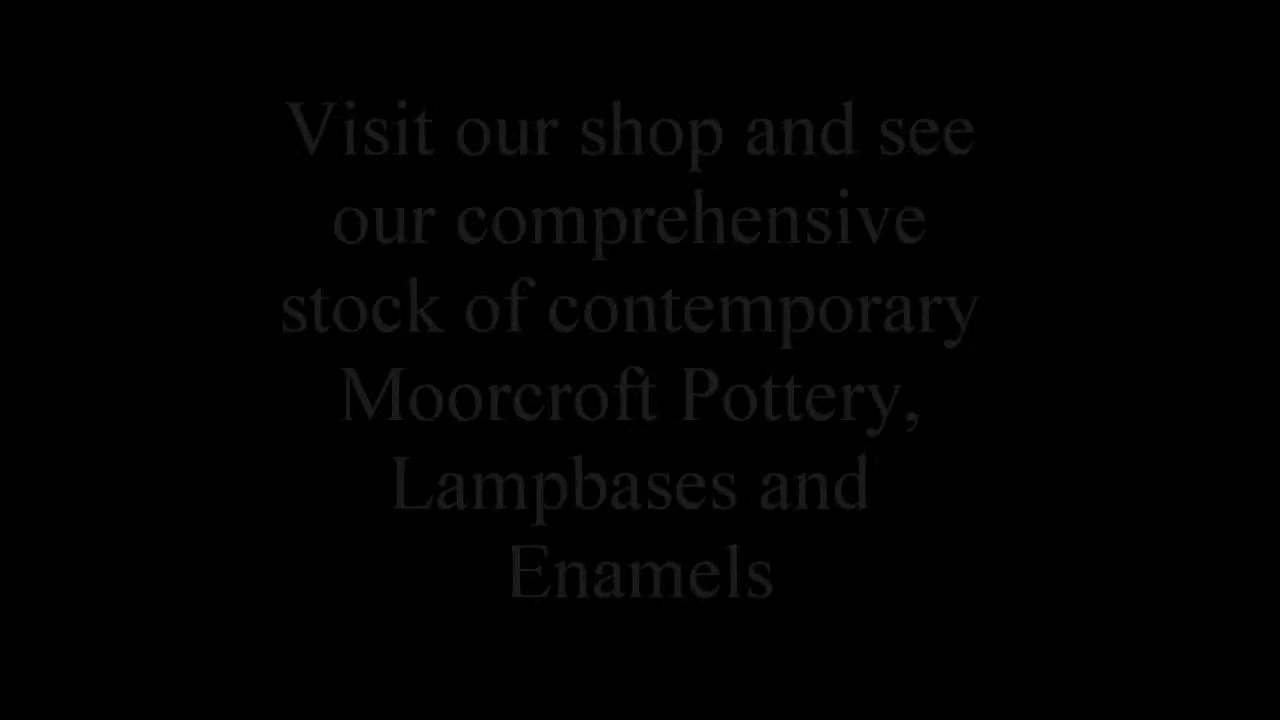 Visit our shop and see
our comprehensive
stock of contemporary
Moorcroft Pottery,
Lampbases and
Enamels